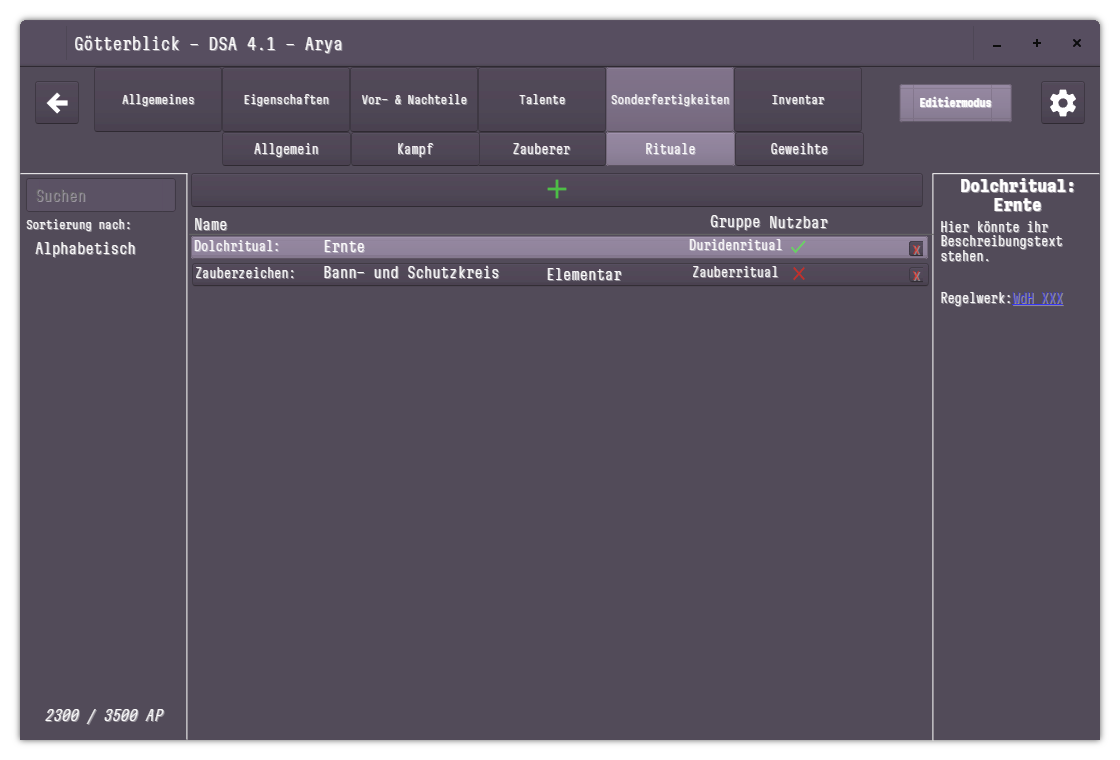 Götterblick – DSA 4.1 – Arya
Allgemeines Eigenschaften Vor- & Nachteile Talente Sonderfertigkeiten Inventar Editiermodus
Allgemein Kampf Zauberer Rituale Geweihte
Suchen
Sortierung nach:
Alphabetisch
2300 / 3500 AP
Name Gruppe Nutzbar
Dolchritual: Ernte Duridenritual x
Zauberzeichen: Bann- und Schutzkreis Elementar Zauberritual x
Dolchritual:
Ernte
Hier könnte ihr
Beschreibungstext
stehen.
Regelwerk:WdH XXX